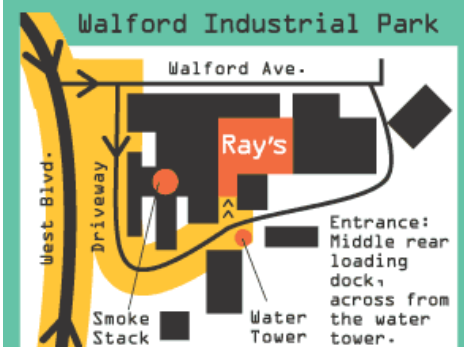 Walford Industrial Park
Walford Ave.
Ray's
West Blvd.
Driveway
Entrance:
Middle rear
loading
dock,
across from
the water
tower.
Smoke
Stack
Water
Tower